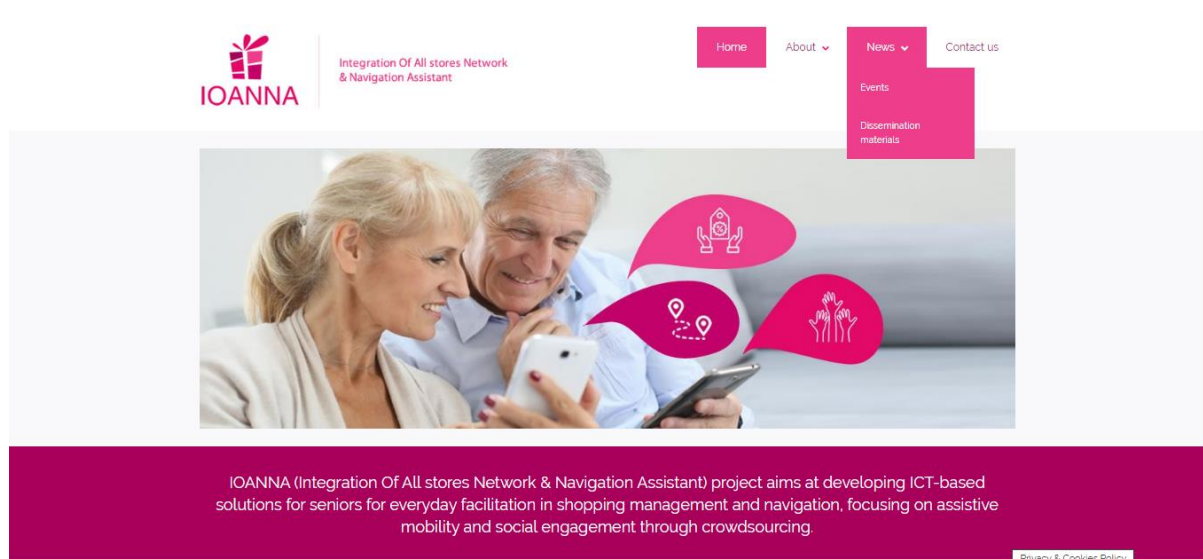 IOANNA
Integration Of All stores Network
& Navigation Assistant
Home
About
News
Contact us
Events
Dissemination
materials
IOANNA (Integration Of All stores Network & Navigation Assistant) project aims at developing ICT-based
solutions for seniors for everyday facilitation in shopping management and navigation, focusing on assistive
mobility and social engagement through crowdsourcing.
Privacy & Cookies Policy